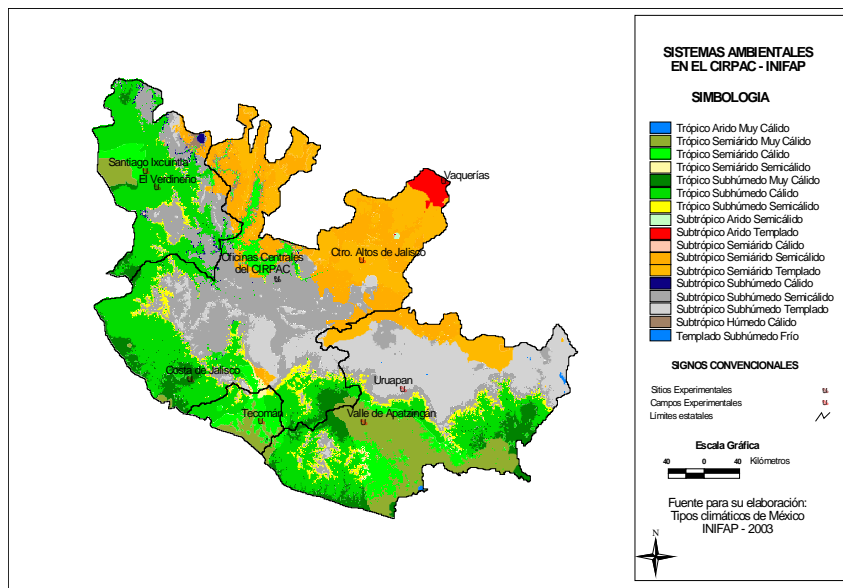 SISTEMAS AMBIENTALES
EN EL CIRPAC - INIFAP
SIMBOLOGIA
Trópico Arido Muy Cálido
Trópico Semiárido Muy Cálido
Trópico Semiárido Cálido
Trópico Semiárido Semicálido
Trópico Subhúmedo Muy Cálido
Trópico Subhúmedo Cálido
Trópico Subhúmedo Semicálido
Subtrópico Arido Semicálido
Subtrópico Arido Templado
Subtrópico Semiárido Cálido
Subtrópico Semiárido Semicálido
Subtrópico Semiárido Templado
Subtrópico Subhúmedo Cálido
Subtrópico Subhúmedo Semicálido
Subtrópico Subhúmedo Templado
Subtrópico Húmedo Cálido
Templado Subhúmedo Frío
SIGNOS CONVENCIONALES
Sitios Experimentales u
Campos Experimentales u
Límites estatales
Escala Gráfica
40 0 40 Kilómetros
Fuente para su elaboración:
Tipos climáticos de México
INIFAP - 2003
N
Santiago Ixcuintla
u
El Verdineño
u
Vaquerías
u
Oficinas Centrales
del CIRPAC
u
Ctro. Altos de Jalisco
u
Costa de Jalisco
u
Tecomán
u
Uruapan
u
Valle de Apatzingán
u